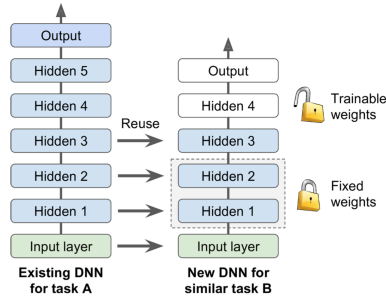 Output
Hidden 5
Hidden 4
Hidden 3
Hidden 2
Hidden 1
Input layer
Existing DNN
for task A
Reuse
Output
Hidden 4
Hidden 3
Hidden 2
Hidden 1
Input layer
New DNN for
similar task B
Trainable
weights
Fixed
weights